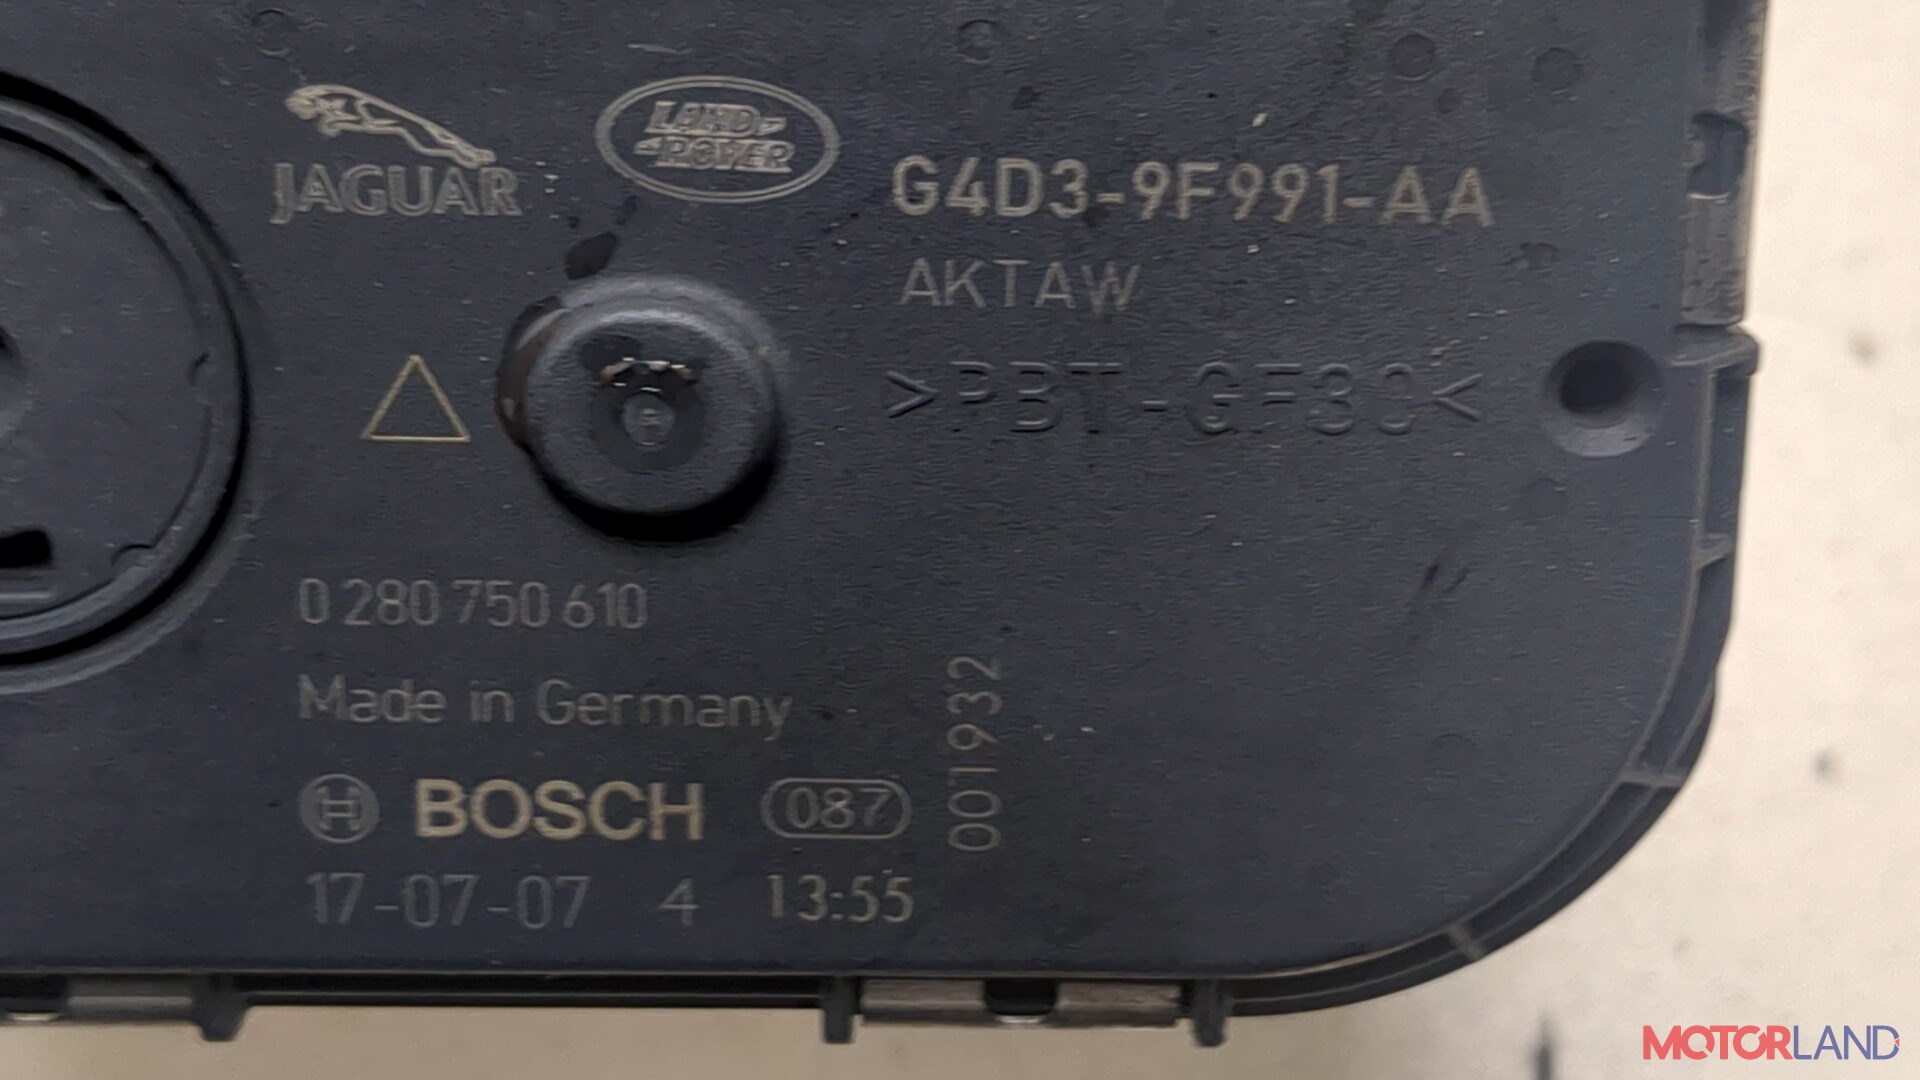 JAGUAR
LAND-
-ROVER
G4D3-9F991-AA
AKTAW
>PBT-GF30<
0 280 750 610
Made in Germany
001932
BOSCH 087
17-07-07 4 13:55
MOTORLAND